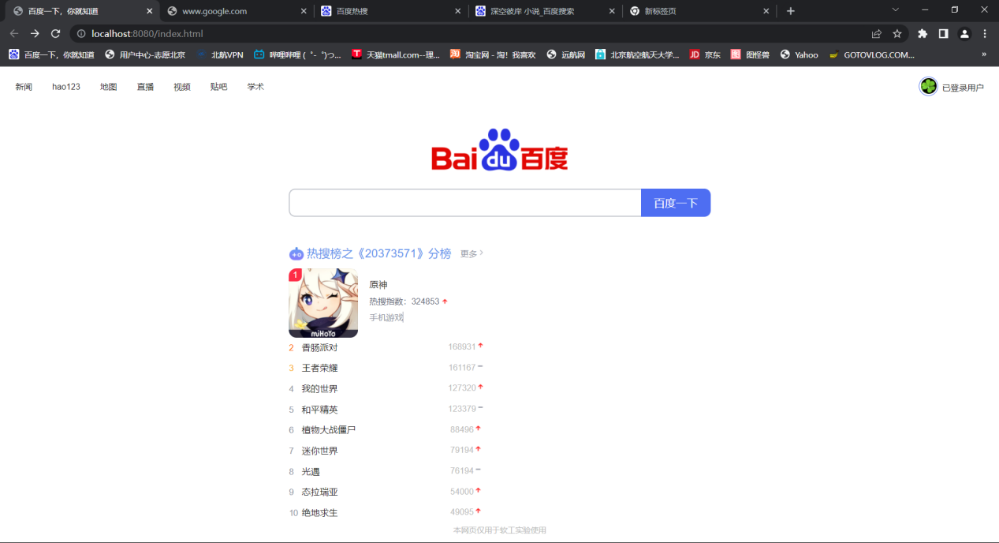 百度一下，你就知道
www.google.com
百度热搜
深空彼岸 小说_百度搜索
新标签页
localhost:8080/index.html
百度一下，你就知道
用户中心-志愿北京
北航VPN
哔哩哔哩 ( ゜- ゜)つ...
天猫tmall.com--理...
淘宝网 - 淘！我喜欢
远航网
北京航空航天大学...
JD 京东
图 图怪兽
Yahoo
GOTOVLOG.COM...
»
新闻 hao123 地图 直播 视频 贴吧 学术
已登录用户
Bai du 百度
百度一下
热搜榜之《20373571》分榜 更多
1
原神
热搜指数：324853
手机游戏
miHoYo
2 香肠派对 168931
3 王者荣耀 161167
4 我的世界 127320
5 和平精英 123379
6 植物大战僵尸 88496
7 迷你世界 79194
8 光遇 76194
9 态拉瑞亚 54000
10 绝地求生 49095
本网页仅用于软工实验使用